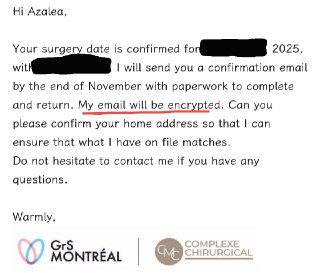 Hi Azalea,
Your surgery date is confirmed for 2025,
with I will send you a confirmation email
by the end of November with paperwork to complete
and return. My email will be encrypted. Can you
please confirm your home address so that I can
ensure that what I have on file matches.
Do not hesitate to contact me if you have any
questions.
Warmly,
GrS
MONTRÉAL
CMC
COMPLEXE
CHIRURGICAL